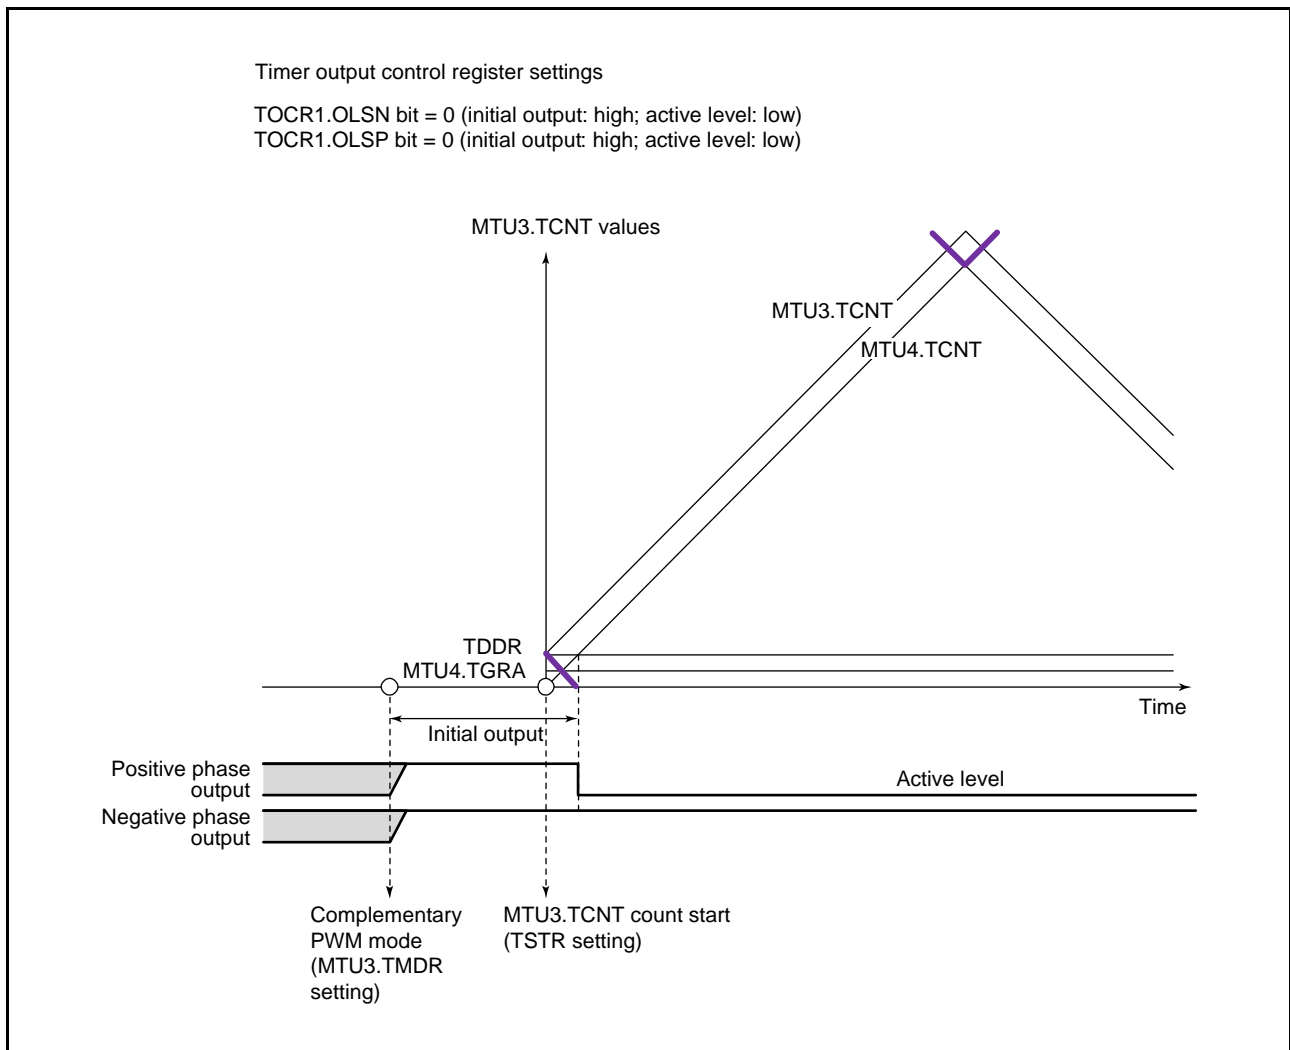 Timer output control register settings
TOCR1.OLSN bit = 0 (initial output: high; active level: low)
TOCR1.OLSP bit = 0 (initial output: high; active level: low)
MTU3.TCNT values
MTU3.TCNT
MTU4.TCNT
TDDR
MTU4.TGRA
Time
Initial output
Positive phase
output
Active level
Negative phase
output
Complementary
PWM mode
(MTU3.TMDR
setting)
MTU3.TCNT count start
(TSTR setting)